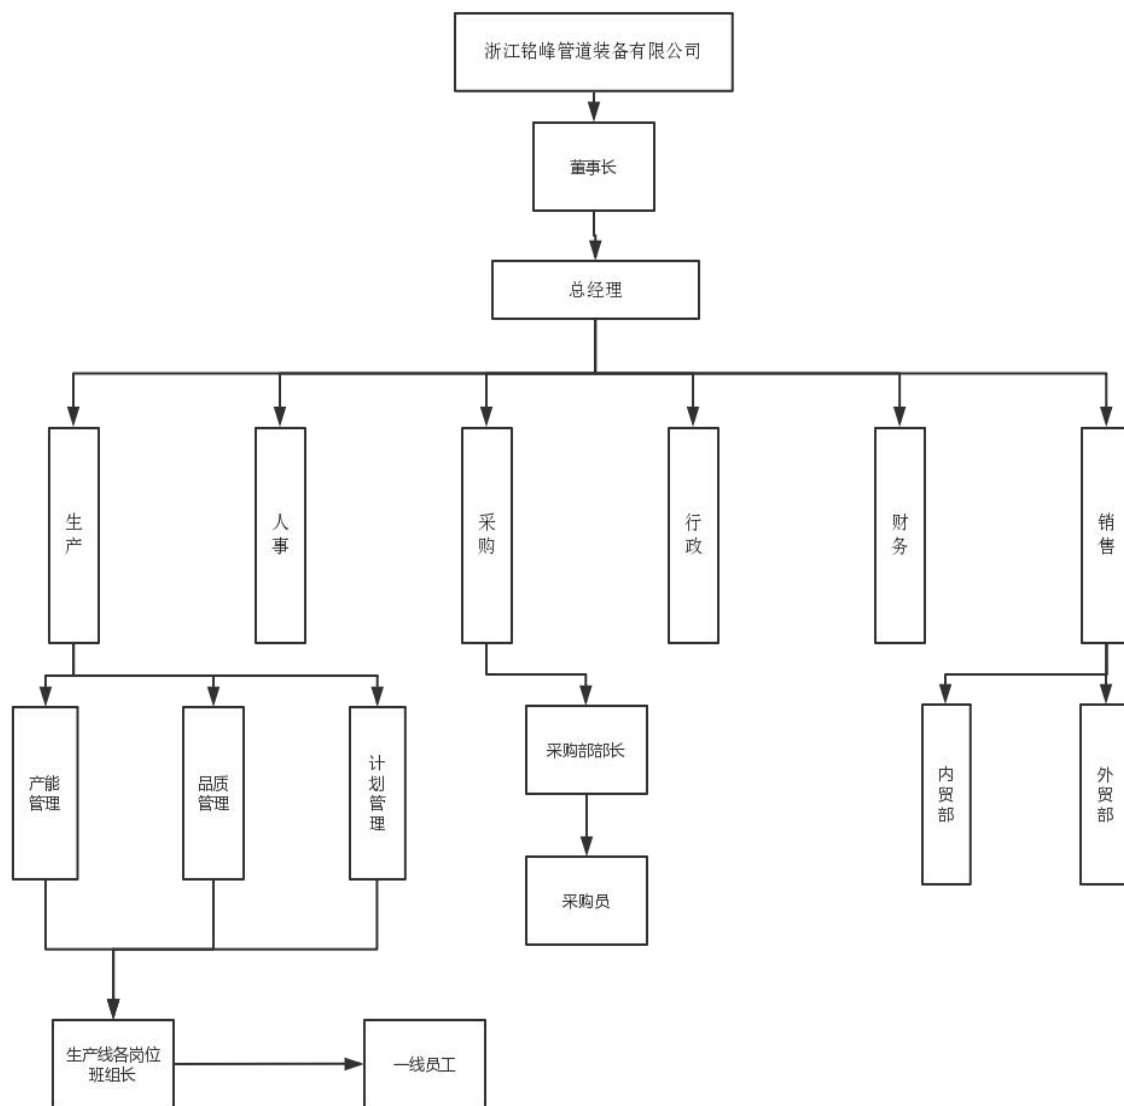 浙江铭峰管道装备有限公司
董事长
总经理
生
产
人
事
采
购
行
政
财
务
销
售
产能
管理
品质
管理
计
划
管
理
采购部部长
内
贸
部
外
贸
部
采购员
生产线各岗位
班组长
一线员工